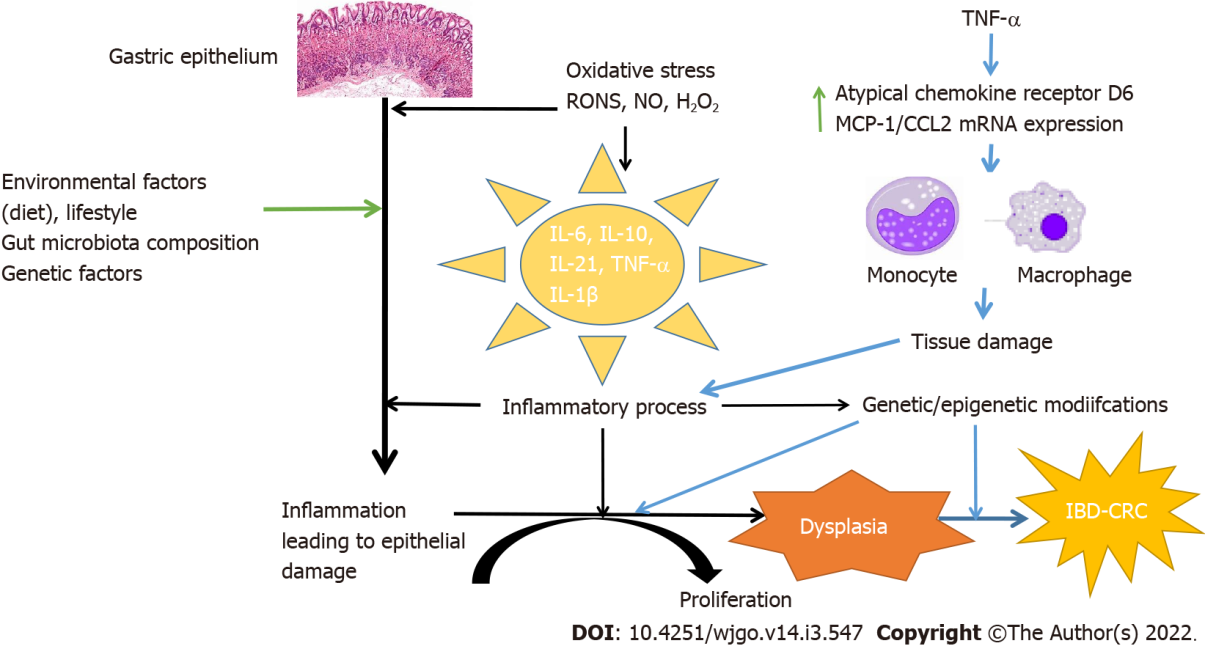 Gastric epithelium
Oxidative stress
RONS, NO, H₂O₂
TNF-α
Atypical chemokine receptor D6
MCP-1/CCL2 mRNA expression
Environmental factors
(diet), lifestyle
Gut microbiota composition
Genetic factors
IL-6, IL-10,
IL-21, TNF-α
IL-1β
Monocyte
Macrophage
Tissue damage
Inflammatory process
Genetic/epigenetic modiifcations
Inflammation
leading to epithelial
damage
Proliferation
Dysplasia
IBD-CRC
DOI: 10.4251/wjgo.v14.i3.547 Copyright ©The Author(s) 2022.